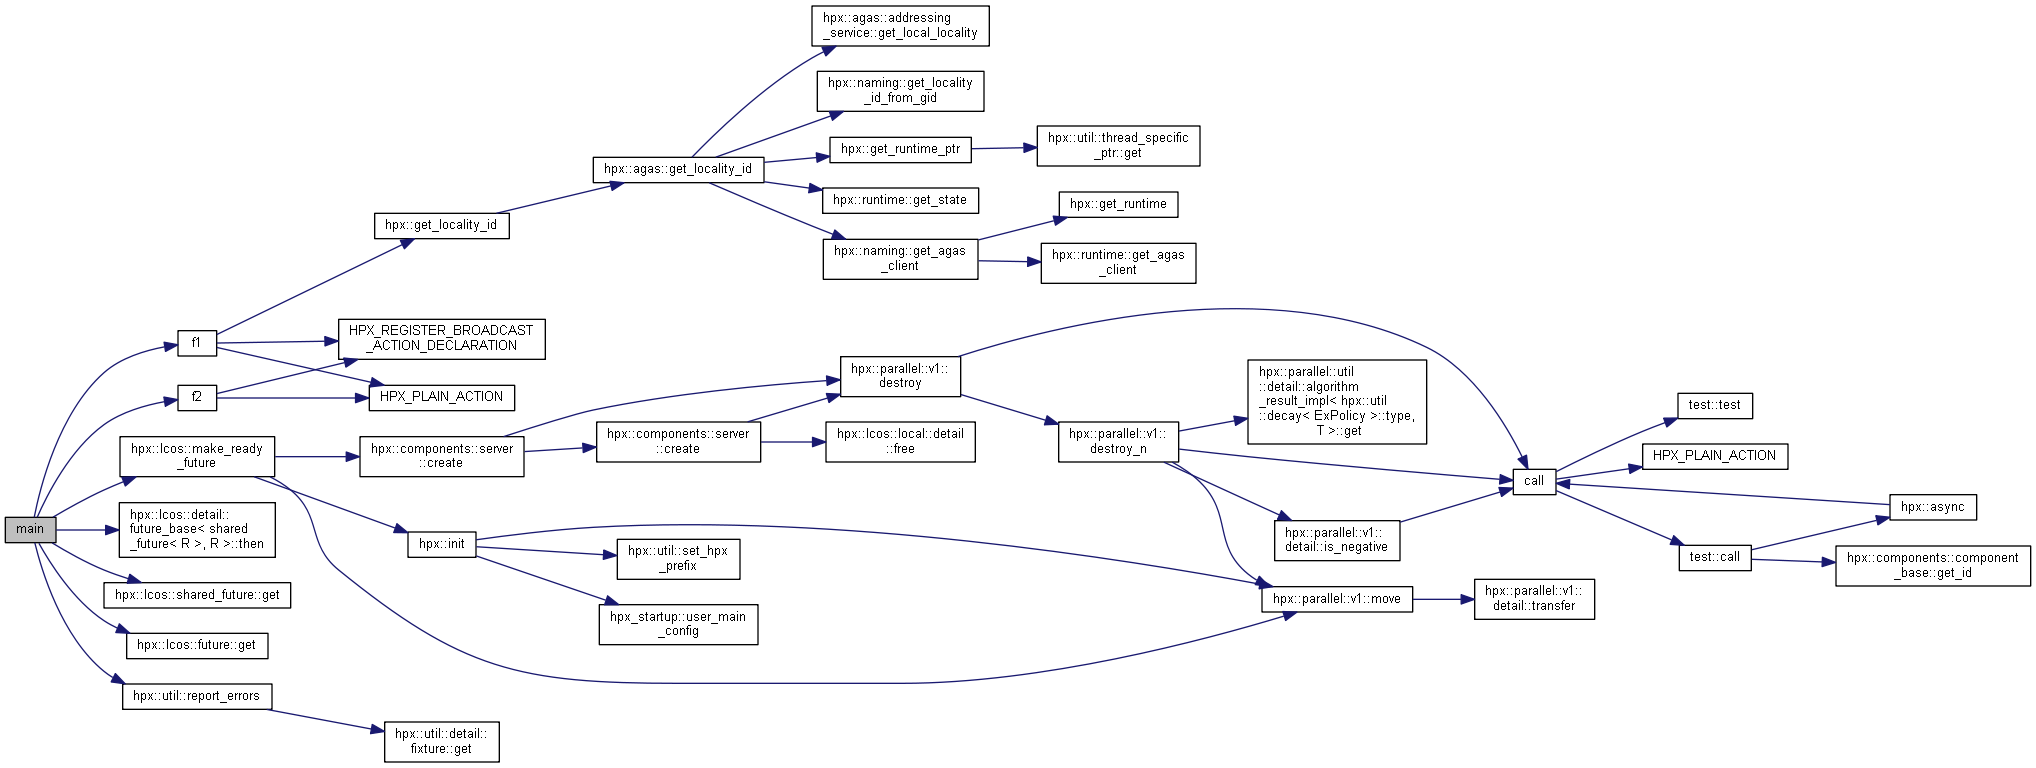 hpx::agas::addressing
_service::get_local_locality
hpx::naming::get_locality
_id_from_gid
hpx::get_runtime_ptr
hpx::util::thread_specific
_ptr::get
hpx::agas::get_locality_id
hpx::runtime::get_state
hpx::get_runtime
hpx::get_locality_id
hpx::naming::get_agas
_client
hpx::runtime::get_agas
_client
f1
HPX_REGISTER_BROADCAST
_ACTION_DECLARATION
f2
HPX_PLAIN_ACTION
hpx::parallel::v1::
destroy
hpx::parallel::util
::detail::algorithm
_result_impl< hpx::util
::decay< ExPolicy >::type,
T >::get
test::test
hpx::lcos::make_ready
_future
hpx::components::server
::create
hpx::components::server
::create
hpx::lcos::local::detail
::free
hpx::parallel::v1::
destroy_n
HPX_PLAIN_ACTION
call
hpx::async
main
hpx::lcos::detail::
future_base< shared
_future< R >, R >::then
hpx::init
hpx::util::set_hpx
_prefix
hpx::parallel::v1::
detail::is_negative
test::call
hpx::components::component
_base::get_id
hpx::lcos::shared_future::get
hpx_startup::user_main
_config
hpx::parallel::v1::move
hpx::parallel::v1::
detail::transfer
hpx::lcos::future::get
hpx::util::report_errors
hpx::util::detail::
fixture::get